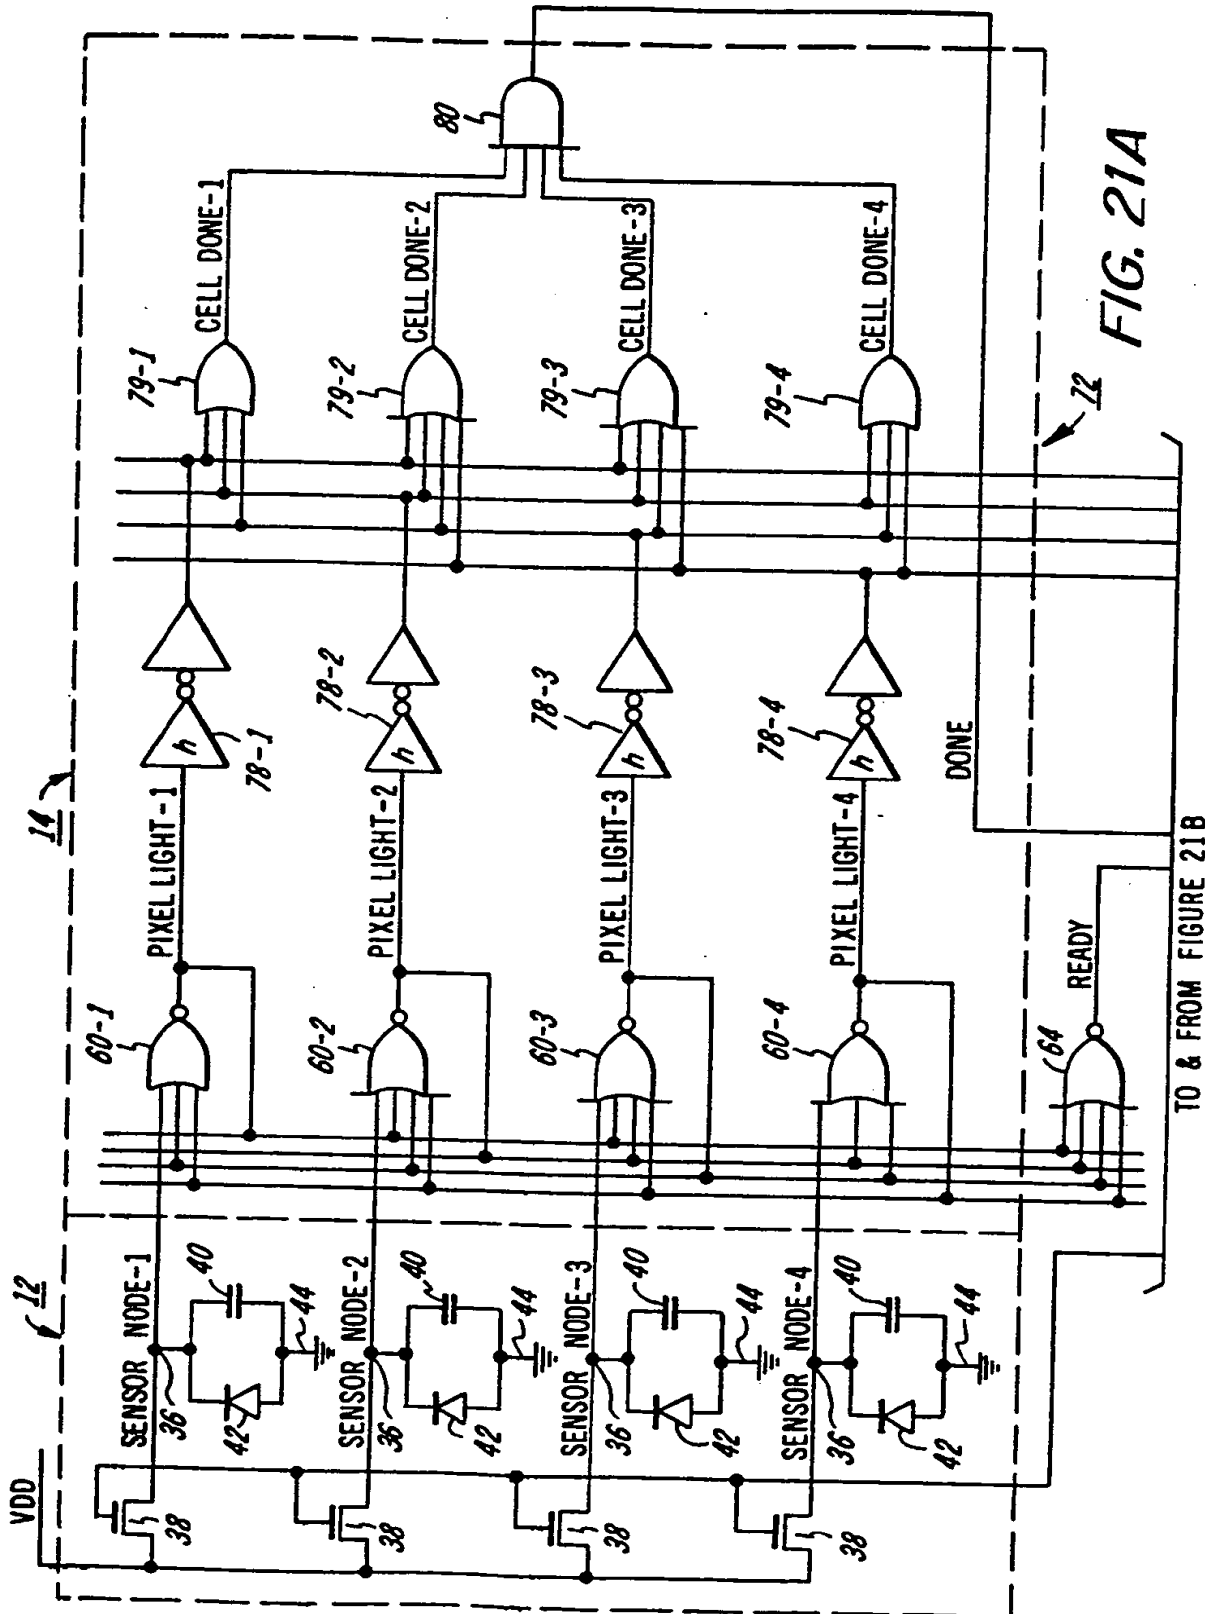 FIG. 21A
12
14
72
VDD
38
38
38
38
SENSOR NODE-1
36
42
40
44
SENSOR NODE-2
36
42
40
44
SENSOR NODE-3
36
42
40
44
SENSOR NODE-4
36
42
40
44
60-1
60-2
60-3
60-4
64
PIXEL LIGHT-1
PIXEL LIGHT-2
PIXEL LIGHT-3
PIXEL LIGHT-4
READY
h
78-1
h
78-2
h
78-3
h
78-4
DONE
79-1
79-2
79-3
79-4
CELL DONE-1
CELL DONE-2
CELL DONE-3
CELL DONE-4
80
TO & FROM FIGURE 21B